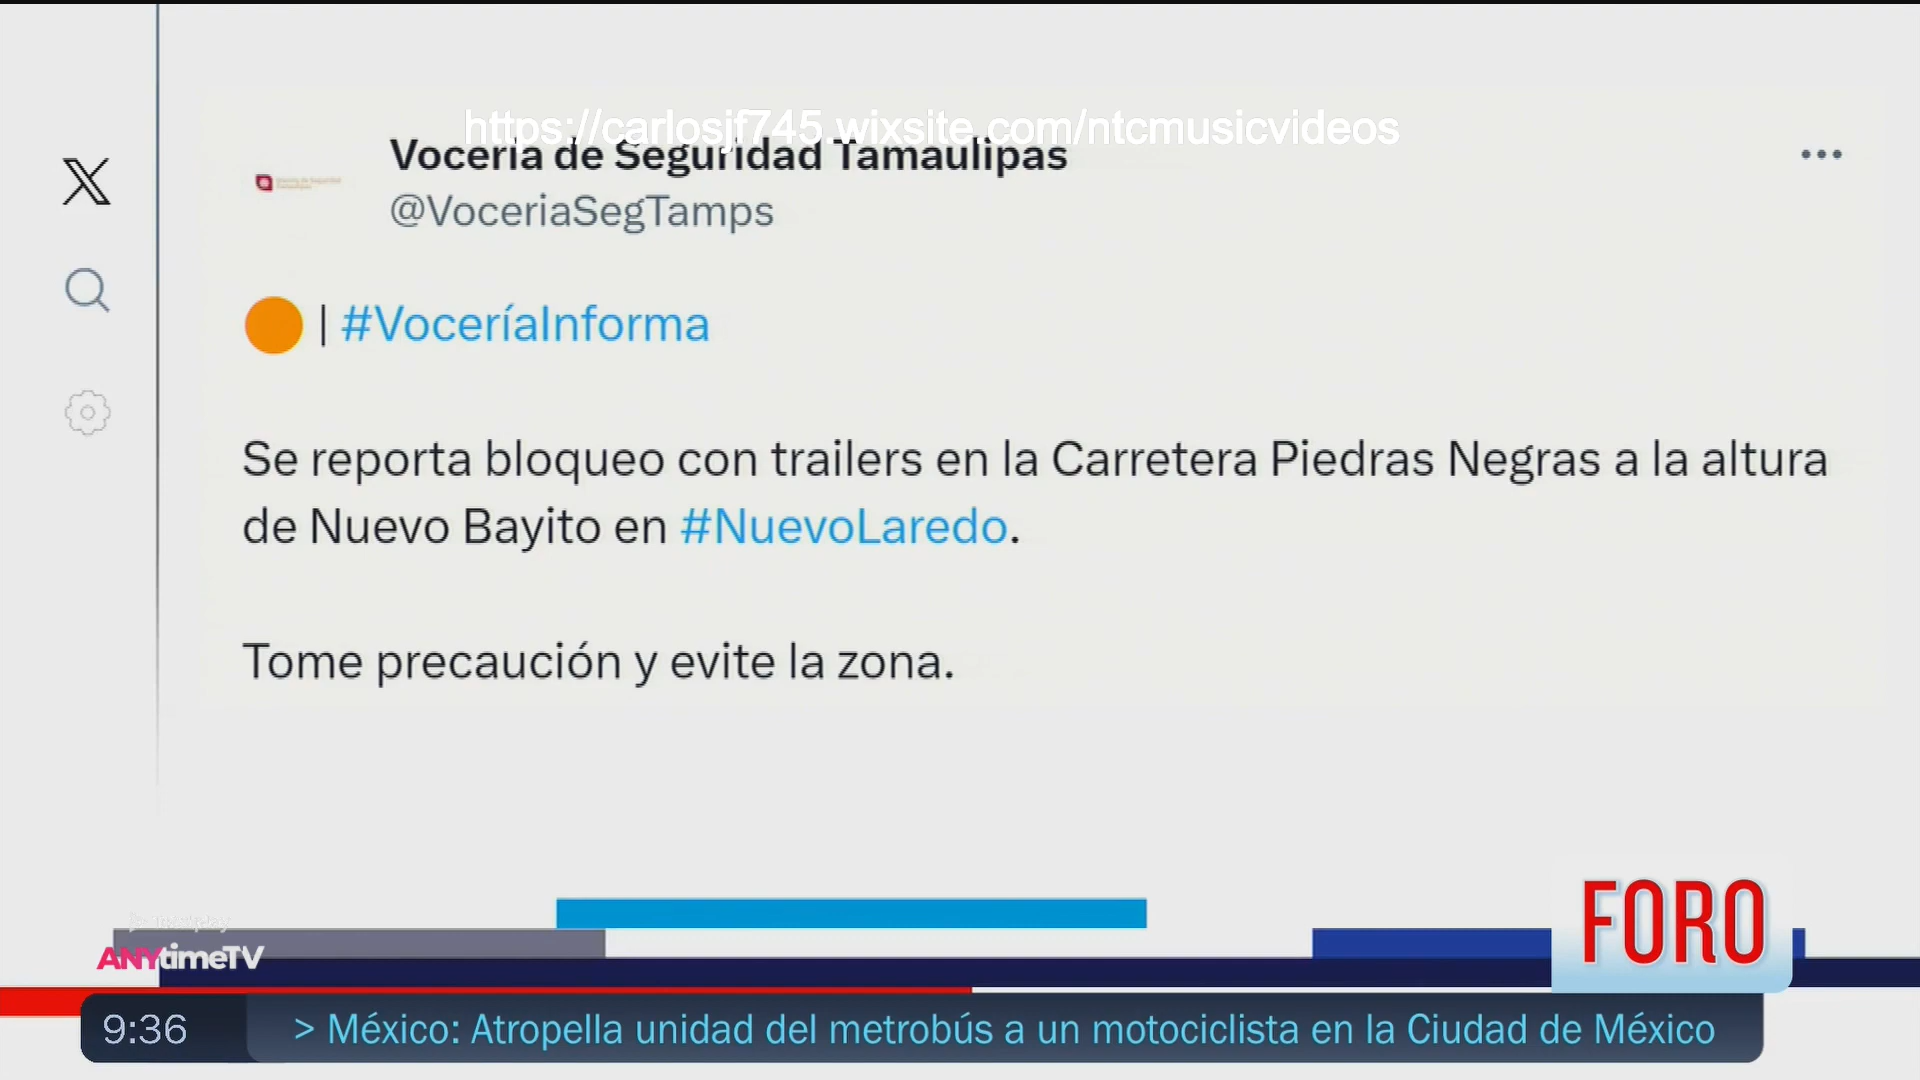 https://carlosjf745.wixsite.com/ntcmusicvideos
Vocería de Seguridad Tamaulipas
@VoceriaSegTamps
| #VoceríaInforma
Se reporta bloqueo con trailers en la Carretera Piedras Negras a la altura
de Nuevo Bayito en #NuevoLaredo.
Tome precaución y evite la zona.
FORO
ANYtimeTV
9:36
> México: Atropella unidad del metrobús a un motociclista en la Ciudad de México